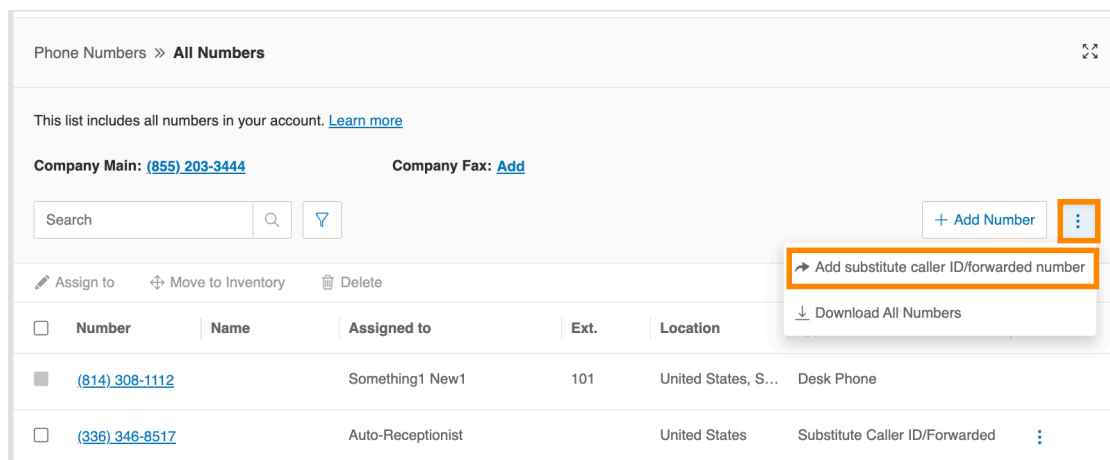 Phone Numbers » All Numbers
This list includes all numbers in your account. Learn more
Company Main: (855) 203-3444 Company Fax: Add
Search + Add Number
Add substitute caller ID/forwarded number
Assign to Move to Inventory Delete
Download All Numbers
Number Name Assigned to Ext. Location
(814) 308-1112 Something1 New1 101 United States, S... Desk Phone
(336) 346-8517 Auto-Receptionist United States Substitute Caller ID/Forwarded